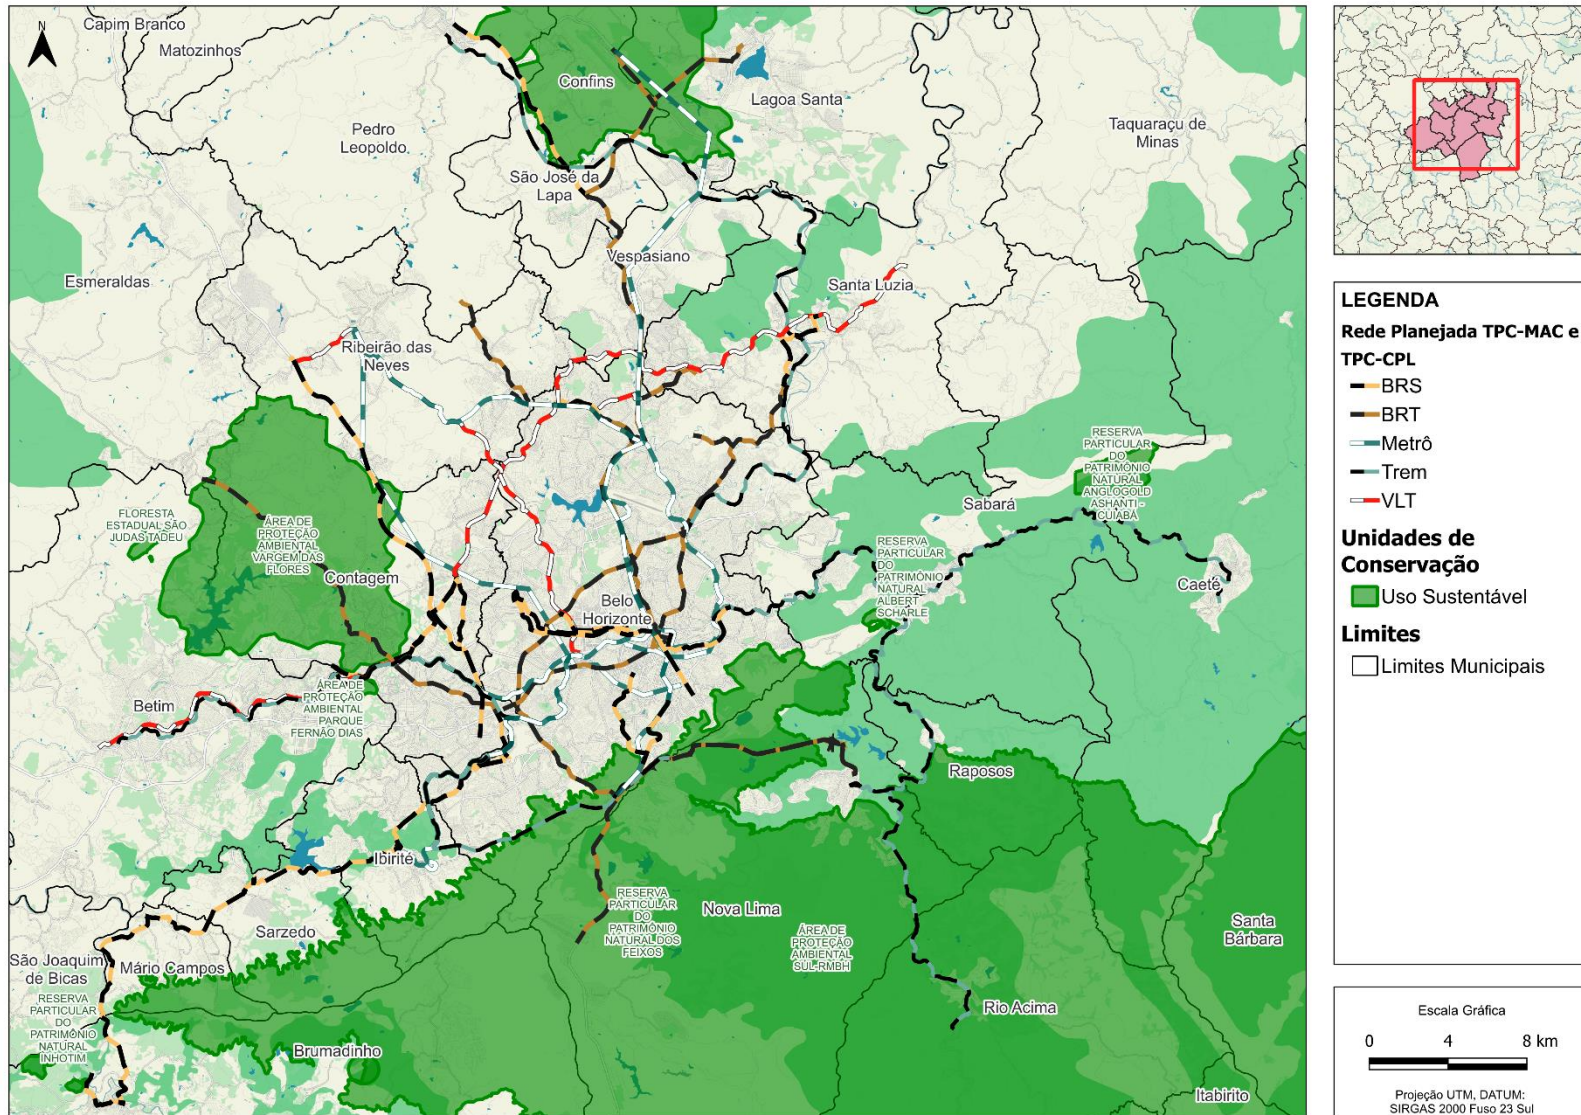 Capim Branco
N
Matozinhos
Confins
Lagoa Santa
Pedro
Leopoldo
Taquaraçu de
Minas
São José da
Lapa
Vespasiano
Esmeraldas
Santa Luzia
Ribeirão das
Neves
RESERVA
PARTICULAR
DO
PATRIMÔNIO
NATURAL
ANGLOGOLD
ASHANTI -
CUIABÁ
Sabará
FLORESTA
ESTADUAL SÃO
JUDAS TADEU
ÁREA DE
PROTEÇÃO
AMBIENTAL
VARGEM DAS
FLORES
Contagem
RESERVA
PARTICULAR
DO
PATRIMÔNIO
NATURAL
ALBERT
SCHARLE
Caeté
Belo
Horizonte
Betim
ÁREA DE
PROTEÇÃO
AMBIENTAL
PARQUE
FERNÃO DIAS
Raposos
Ibirité
RESERVA
PARTICULAR
DO
PATRIMÔNIO
NATURAL DOS
FEIXOS
Nova Lima
ÁREA DE
PROTEÇÃO
AMBIENTAL
SUL-RMBH
Santa
Bárbara
Sarzedo
São Joaquim
de Bicas
Mário Campos
RESERVA
PARTICULAR
DO
PATRIMÔNIO
NATURAL
INHOTIM
Rio Acima
Brumadinho
Itabirito
LEGENDA
Rede Planejada TPC-MAC e
TPC-CPL
BRS
BRT
Metrô
Trem
VLT
Unidades de
Conservação
Uso Sustentável
Limites
Limites Municipais
Escala Gráfica
0 4 8 km
Projeção UTM, DATUM:
SIRGAS 2000 Fuso 23 Sul